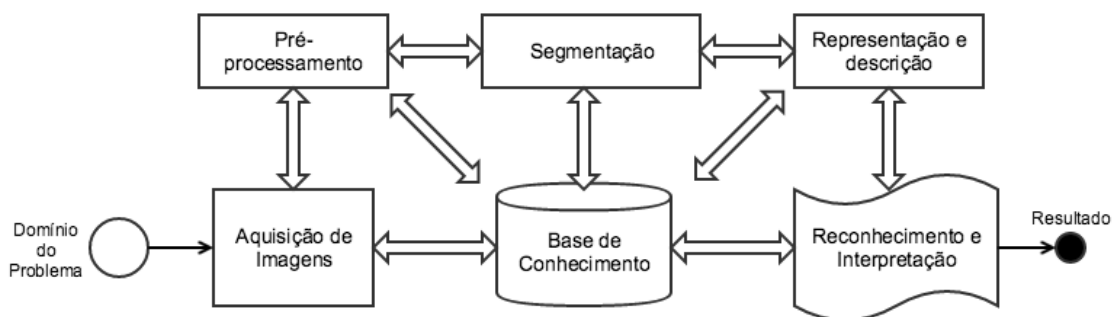 Pré-
processamento
Segmentação
Representação e
descrição
Domínio
do
Problema
Aquisição de
Imagens
Base de
Conhecimento
Reconhecimento e
Interpretação
Resultado